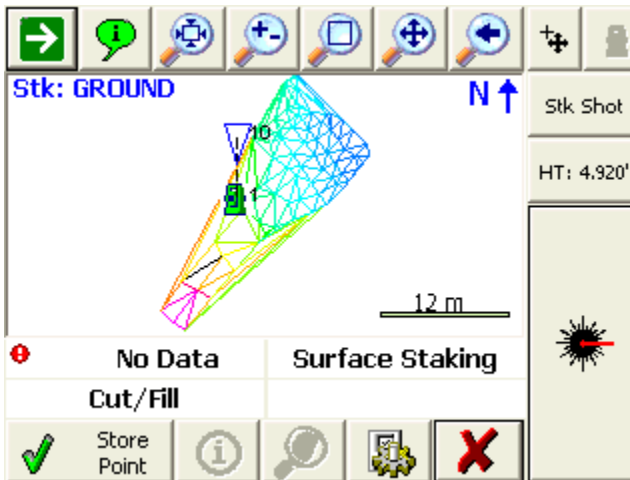 Stk: GROUND
N
Stk Shot
10
HT: 4.920'
1
12 m
No Data
Surface Staking
Cut/Fill
Store
Point